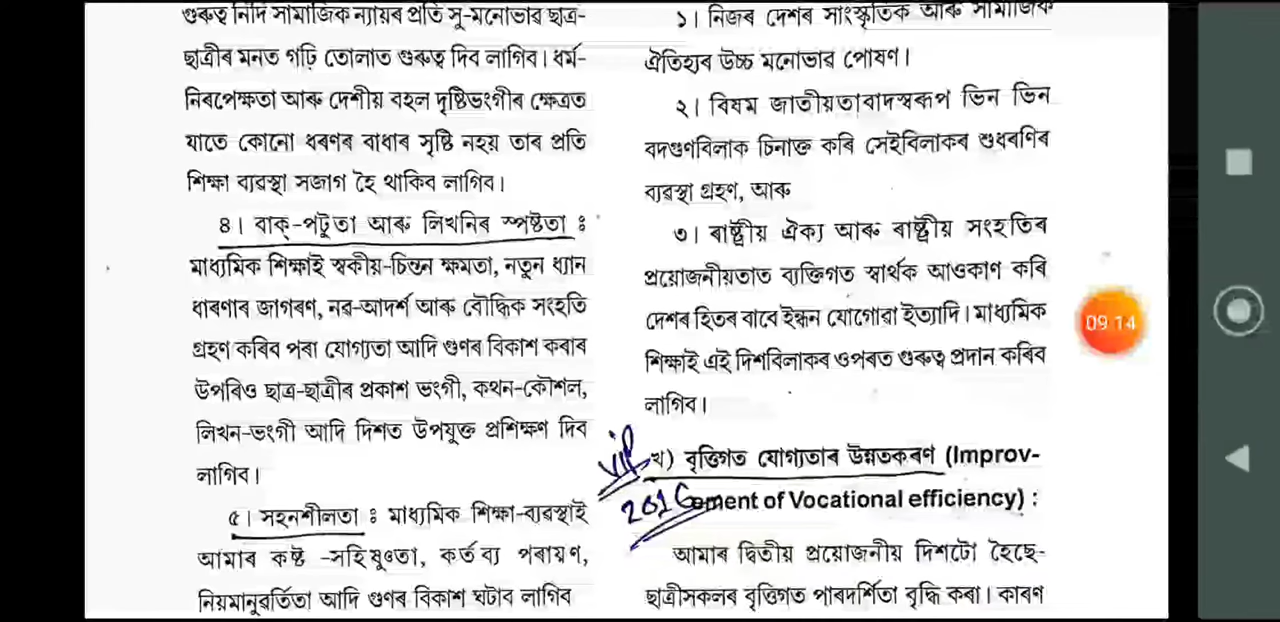 গুৰুত্ব নিদি সামাজিক ন্যায়ৰ প্ৰতি সু-মনোভাৱ ছাত্ৰ-
ছাত্ৰীৰ মনত গঢ়ি তোলাত গুৰুত্ব দিব লাগিব। ধৰ্ম-
নিৰপেক্ষতা আৰু দেশীয় বহল দৃষ্টিভংগীৰ ক্ষেত্ৰত
যাতে কোনো ধৰণৰ বাধাৰ সৃষ্টি নহয় তাৰ প্ৰতি
শিক্ষা ব্যৱস্থা সজাগ হৈ থাকিব লাগিব।
৪। বাক্-পটুতা আৰু লিখনিৰ স্পষ্টতা ঃ
মাধ্যমিক শিক্ষাই স্বকীয়-চিন্তন ক্ষমতা, নতুন ধ্যান
ধাৰণাৰ জাগৰণ, নৱ-আদৰ্শ আৰু বৌদ্ধিক সংহতি
গ্ৰহণ কৰিব পৰা যোগ্যতা আদি গুণৰ বিকাশ কৰাৰ
উপৰিও ছাত্ৰ-ছাত্ৰীৰ প্ৰকাশ ভংগী, কথন-কৌশল,
লিখন-ভংগী আদি দিশত উপযুক্ত প্ৰশিক্ষণ দিব
লাগিব।
৫। সহনশীলতা ঃ মাধ্যমিক শিক্ষা-ব্যৱস্থাই
আমাৰ কষ্ট -সহিষ্ণুতা, কৰ্তব্য পৰায়ণ,
নিয়মানুৱৰ্তিতা আদি গুণৰ বিকাশ ঘটাব লাগিব
১। নিজৰ দেশৰ সাংস্কৃতিক আৰু সামাজিক
ঐতিহ্যৰ উচ্চ মনোভাৱ পোষণ।
২। বিষম জাতীয়তাবাদস্বৰূপ ভিন ভিন
বদগুণবিলাক চিনাক্ত কৰি সেইবিলাকৰ শুধৰণিৰ
ব্যৱস্থা গ্ৰহণ, আৰু
৩। ৰাষ্ট্ৰীয় ঐক্য আৰু ৰাষ্ট্ৰীয় সংহতিৰ
প্ৰয়োজনীয়তাত ব্যক্তিগত স্বাৰ্থক আওকাণ কৰি
দেশৰ হিতৰ বাবে ইন্ধন যোগোৱা ইত্যাদি। মাধ্যমিক
শিক্ষাই এই দিশবিলাকৰ ওপৰত গুৰুত্ব প্ৰদান কৰিব
লাগিব।
VIP
খ) বৃত্তিগত যোগ্যতাৰ উন্নতকৰণ (Improv-
2016
ement of Vocational efficiency) :
আমাৰ দ্বিতীয় প্ৰয়োজনীয় দিশটো হৈছে-
ছাত্ৰীসকলৰ বৃত্তিগত পাৰদৰ্শিতা বৃদ্ধি কৰা। কাৰণ
09:14